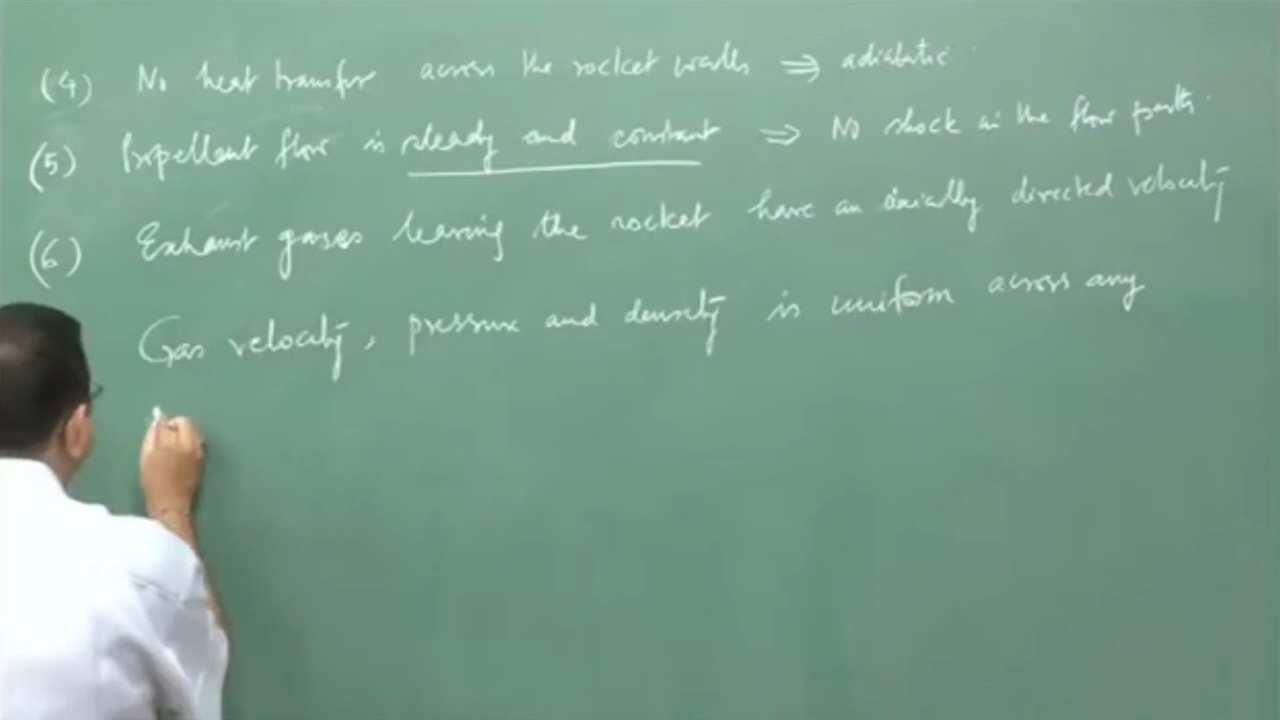 (4) No heat transfer across the rocket walls ⇒ adiabatic.
(5) Propellent flow is steady and constant ⇒ No shock in the flow path.
(6) Exhaust gases leaving the rocket have an axially directed velocity
Gas velocity, pressure and density is uniform across any